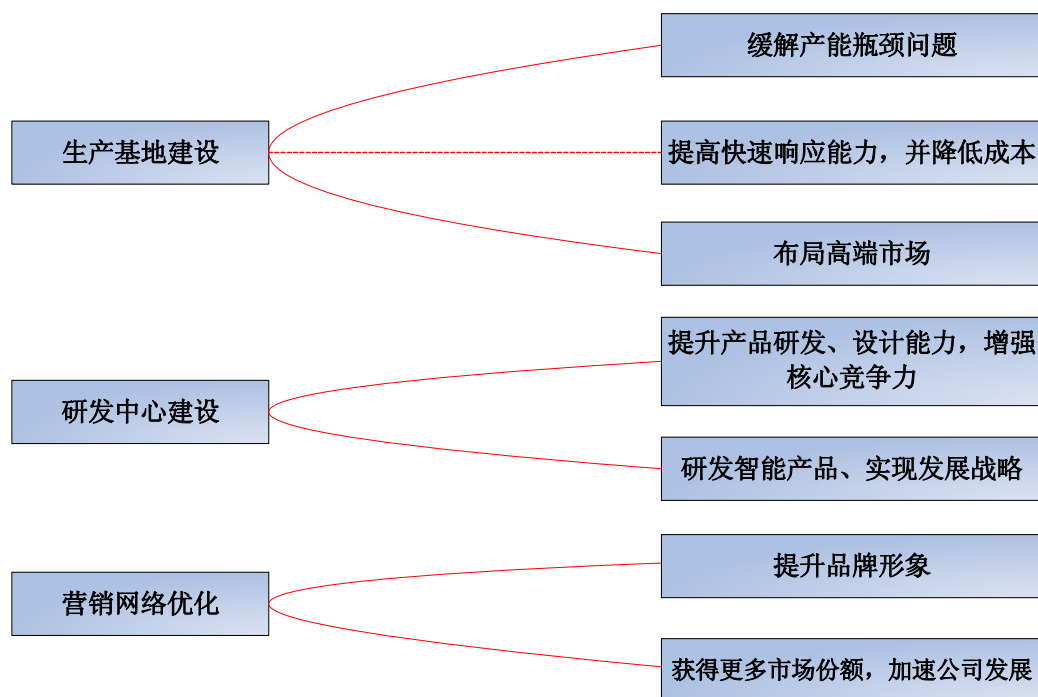 生产基地建设
缓解产能瓶颈问题
提高快速响应能力，并降低成本
布局高端市场
研发中心建设
提升产品研发、设计能力，增强
核心竞争力
研发智能产品、实现发展战略
营销网络优化
提升品牌形象
获得更多市场份额，加速公司发展